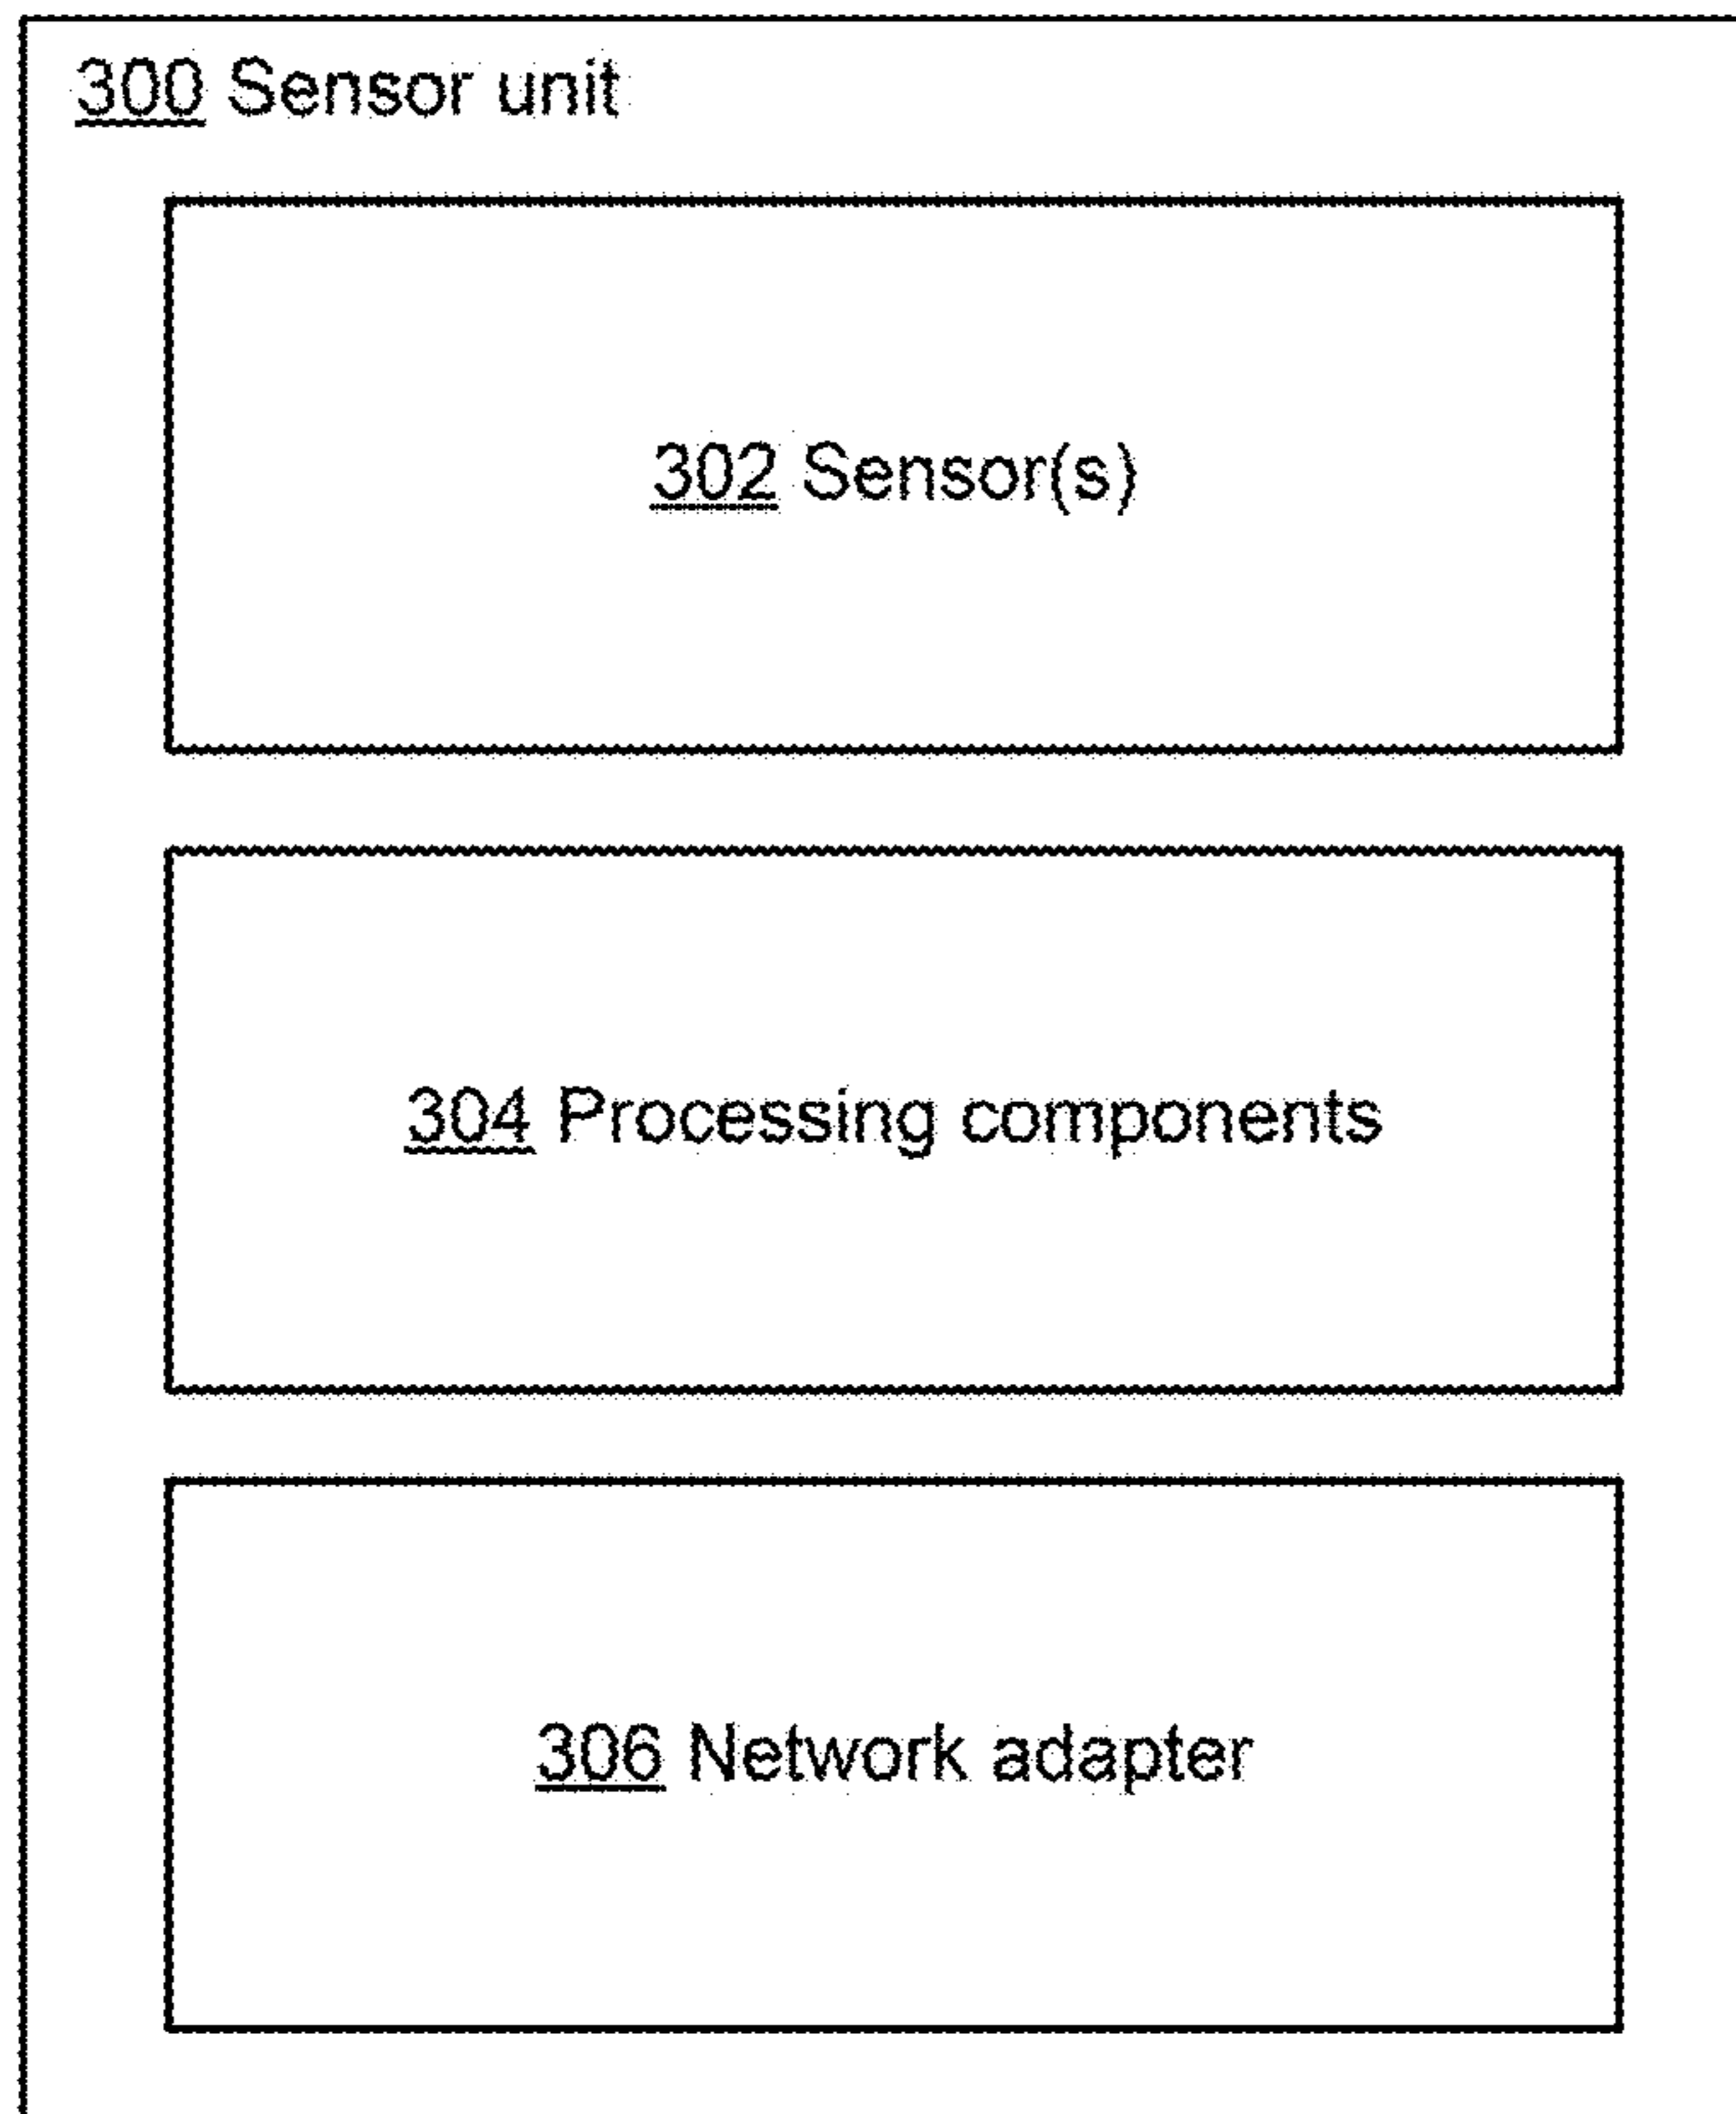 300 Sensor unit
302 Sensor(s)
304 Processing components
306 Network adapter